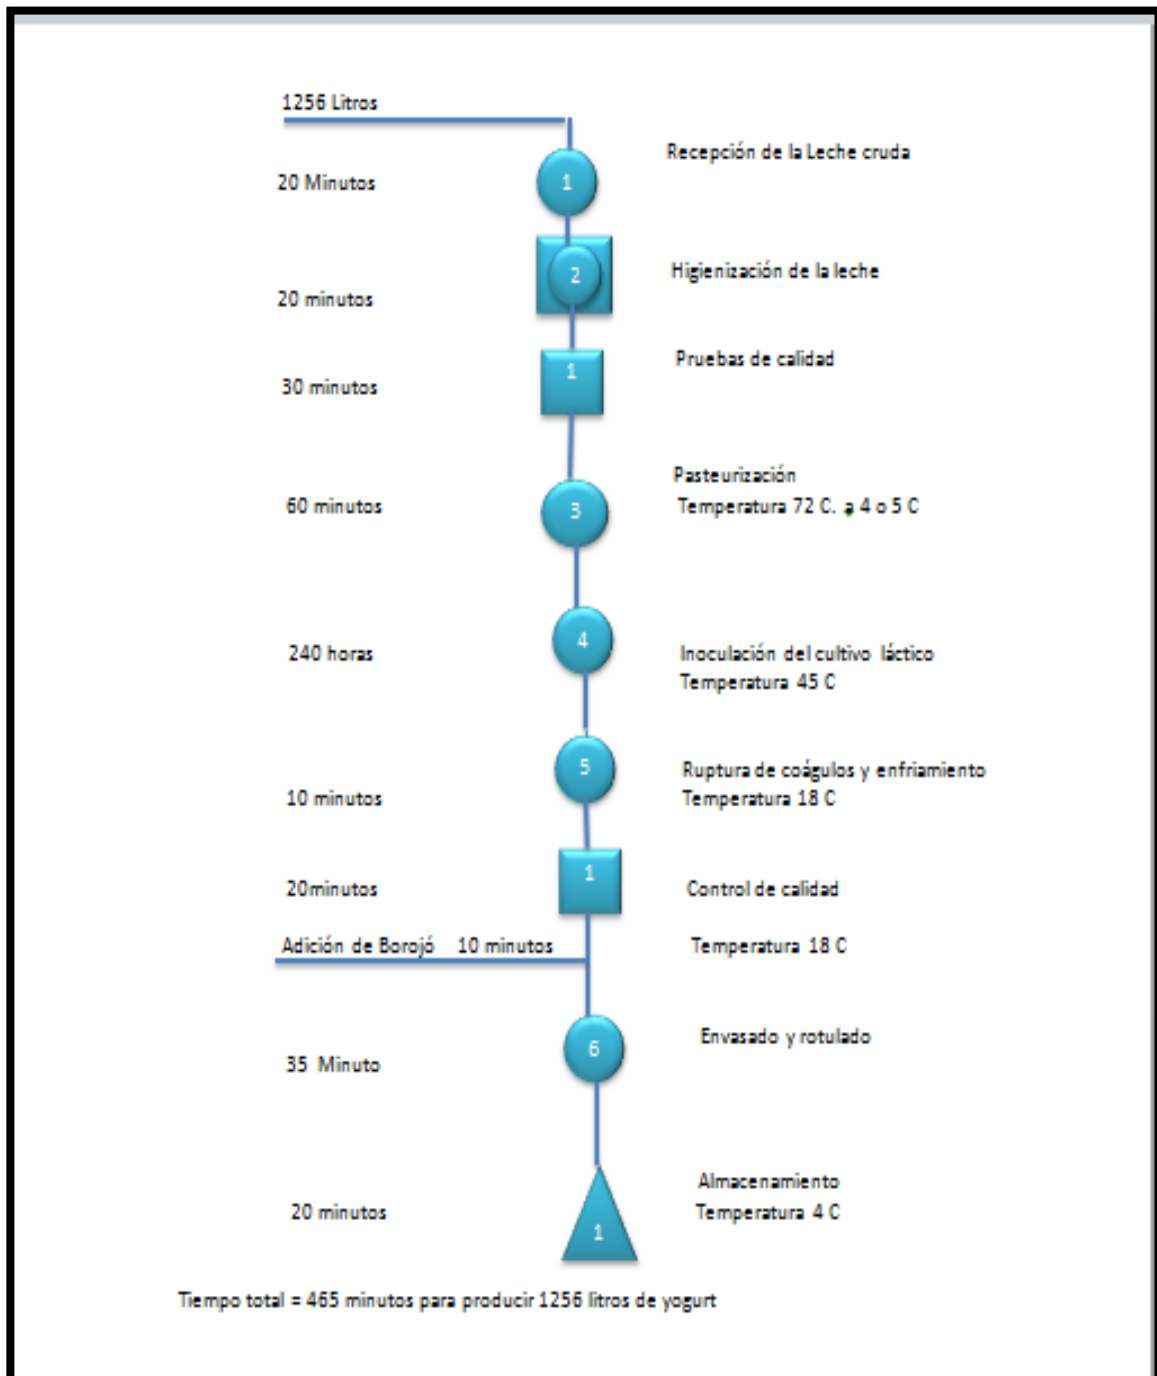 1256 Litros
Recepción de la Leche cruda
20 Minutos
1
Higienización de la leche
2
20 minutos
Pruebas de calidad
1
30 minutos
Pasteurización
60 minutos
3
Temperatura 72 C. a 4 o 5 C
4
240 horas
Inoculación del cultivo láctico
Temperatura 45 C
5
Ruptura de coágulos y enfriamiento
10 minutos
Temperatura 18 C
1
20minutos
Control de calidad
Adición de Borojó 10 minutos
Temperatura 18 C
Envasado y rotulado
6
35 Minuto
Almacenamiento
20 minutos
Temperatura 4 C
1
Tiempo total = 465 minutos para producir 1256 litros de yogurt